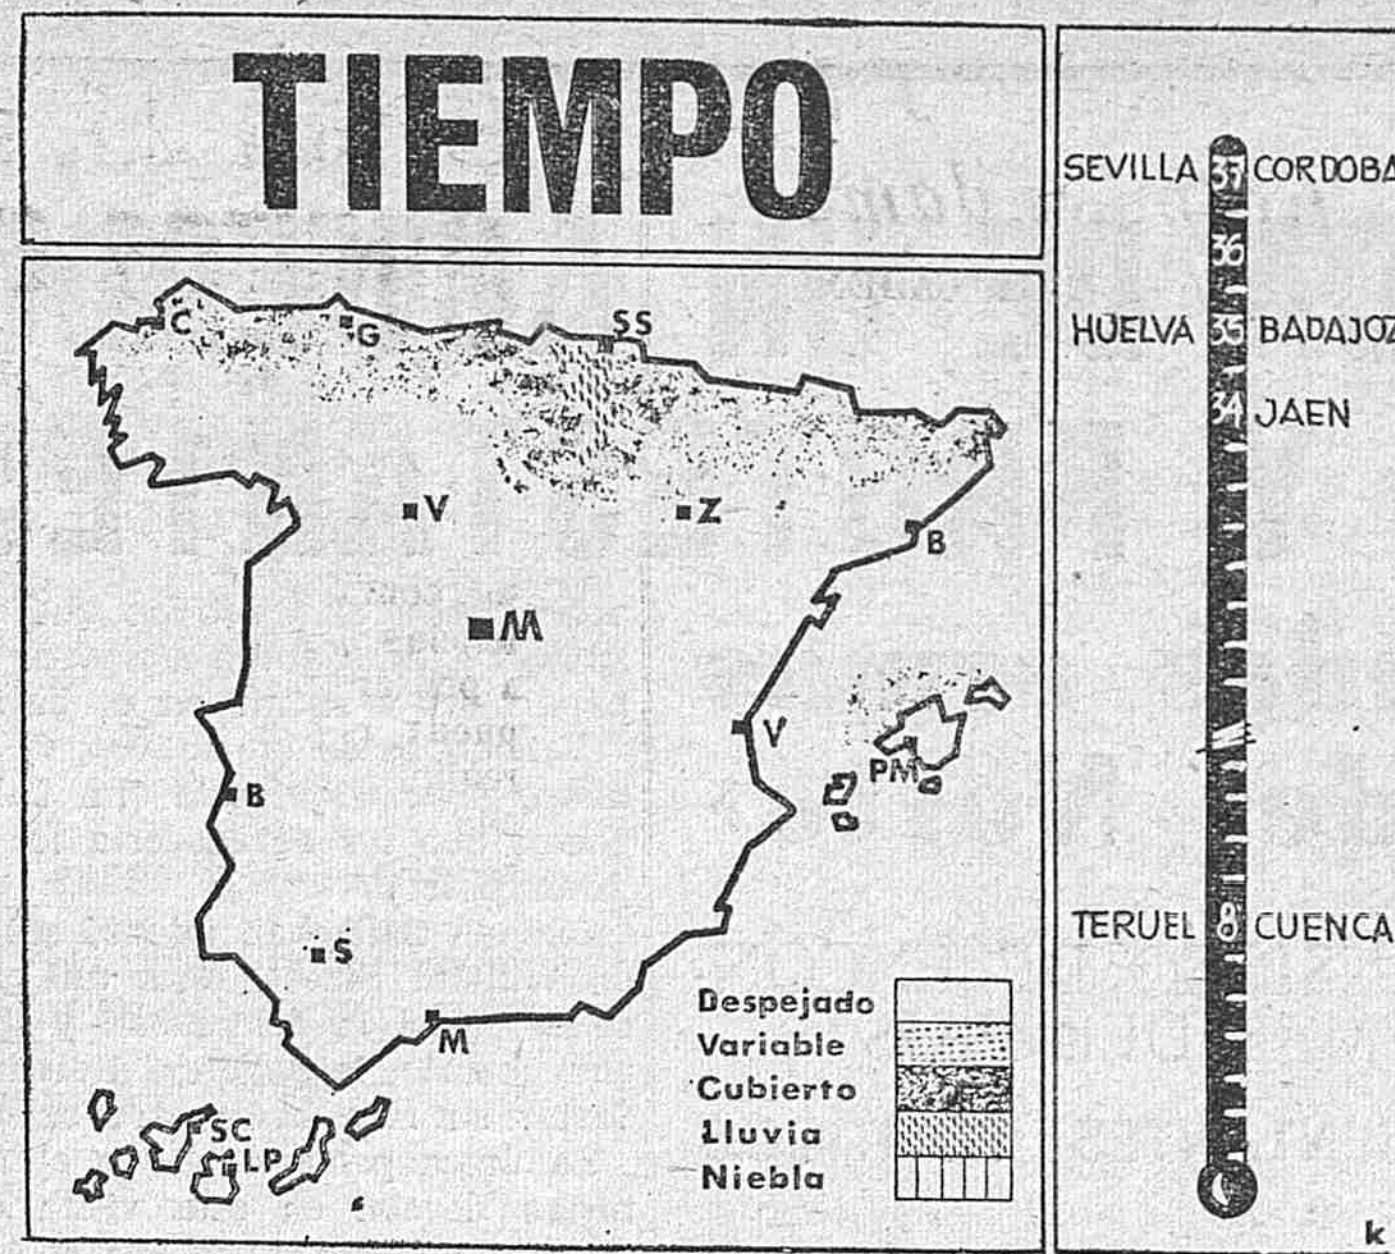 TIEMPO
C
G
SS
V
Z
B
M
V
PM
B
S
M
SC
LP
Despejado
Variable
Cubierto
Lluvia
Niebla
SEVILLA 37 CORDOBA
36
HUELVA 35 BADAJOZ
34 JAEN
TERUEL 8 CUENCA
k